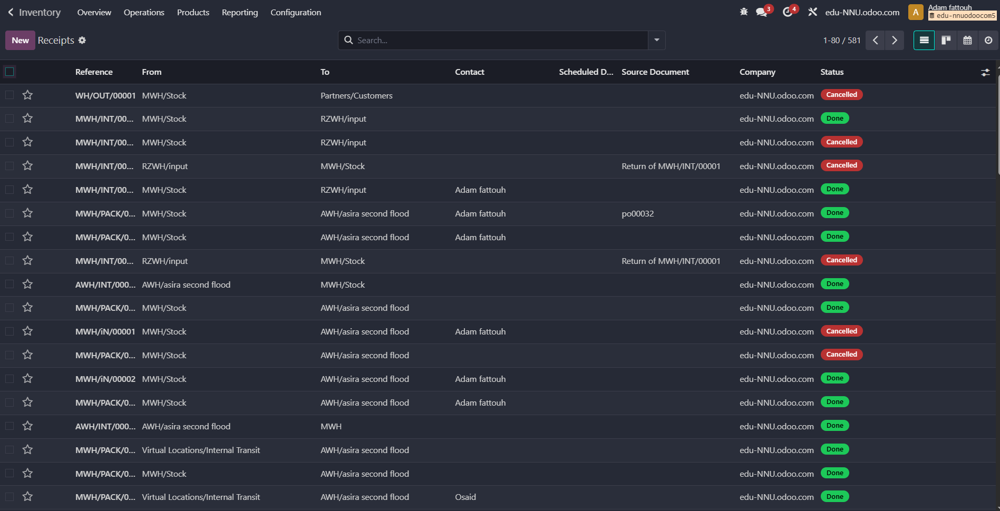 Inventory Overview Operations Products Reporting Configuration 3 4 edu-NNU.odoo.com A Adam fattouh
edu-nnuodoocom5
New Receipts Search... 1-80 / 581
Reference From To Contact Scheduled D... Source Document Company Status
WH/OUT/00001 MWH/Stock Partners/Customers edu-NNU.odoo.com Cancelled
MWH/INT/00... MWH/Stock RZWH/input edu-NNU.odoo.com Done
MWH/INT/00... MWH/Stock RZWH/input edu-NNU.odoo.com Cancelled
MWH/INT/00... RZWH/input MWH/Stock Return of MWH/INT/00001 edu-NNU.odoo.com Cancelled
MWH/INT/00... MWH/Stock RZWH/input Adam fattouh edu-NNU.odoo.com Done
MWH/PACK/0... MWH/Stock AWH/asira second flood Adam fattouh po00032 edu-NNU.odoo.com Done
MWH/PACK/0... MWH/Stock AWH/asira second flood Adam fattouh edu-NNU.odoo.com Done
MWH/INT/00... RZWH/input MWH/Stock Return of MWH/INT/00001 edu-NNU.odoo.com Cancelled
AWH/INT/000... AWH/asira second flood MWH/Stock edu-NNU.odoo.com Done
MWH/PACK/0... MWH/Stock AWH/asira second flood edu-NNU.odoo.com Done
MWH/iN/00001 MWH/Stock AWH/asira second flood Adam fattouh edu-NNU.odoo.com Cancelled
MWH/PACK/0... MWH/Stock AWH/asira second flood edu-NNU.odoo.com Cancelled
MWH/iN/00002 MWH/Stock AWH/asira second flood Adam fattouh edu-NNU.odoo.com Done
MWH/PACK/0... MWH/Stock AWH/asira second flood Adam fattouh edu-NNU.odoo.com Done
AWH/INT/000... AWH/asira second flood MWH edu-NNU.odoo.com Done
MWH/PACK/0... Virtual Locations/Internal Transit AWH/asira second flood edu-NNU.odoo.com Done
MWH/PACK/0... MWH/Stock AWH/asira second flood edu-NNU.odoo.com Done
MWH/PACK/0... Virtual Locations/Internal Transit AWH/asira second flood Osaid edu-NNU.odoo.com Done